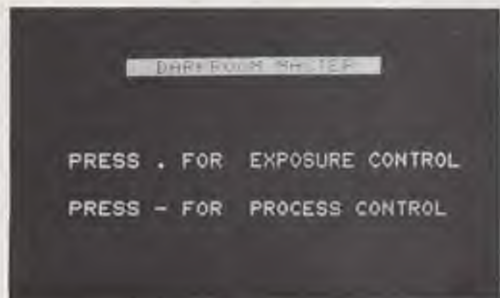 DARKROOM MASTER
PRESS . FOR EXPOSURE CONTROL
PRESS - FOR PROCESS CONTROL